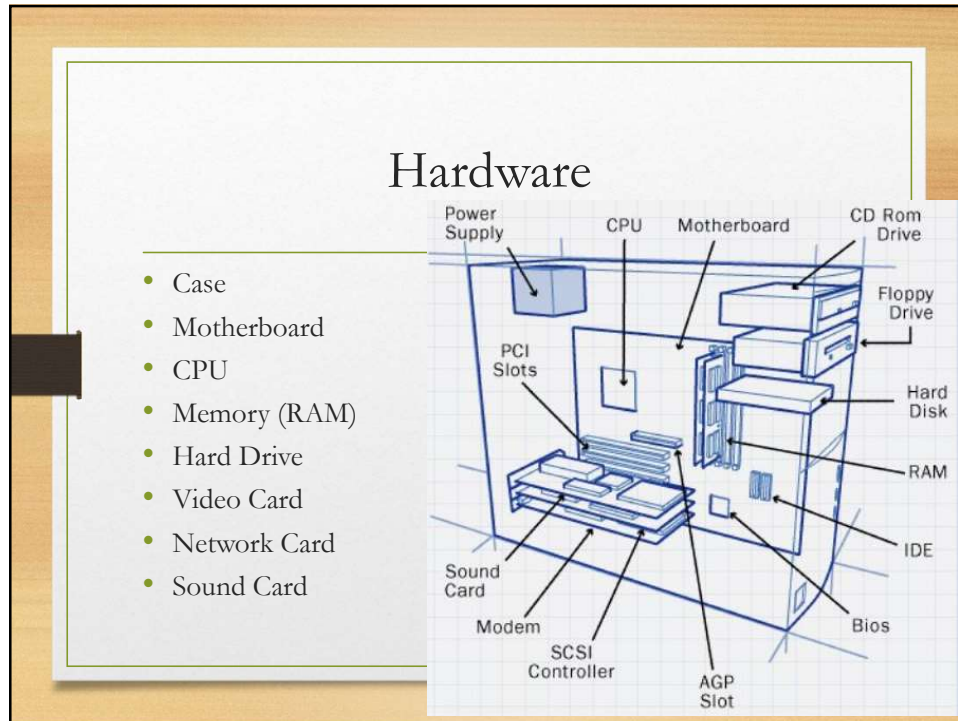 Hardware
• Case
• Motherboard
• CPU
• Memory (RAM)
• Hard Drive
• Video Card
• Network Card
• Sound Card
Power
Supply
CPU
Motherboard
CD Rom
Drive
Floppy
Drive
PCI
Slots
Hard
Disk
RAM
IDE
Sound
Card
Modem
SCSI
Controller
AGP
Slot
Bios